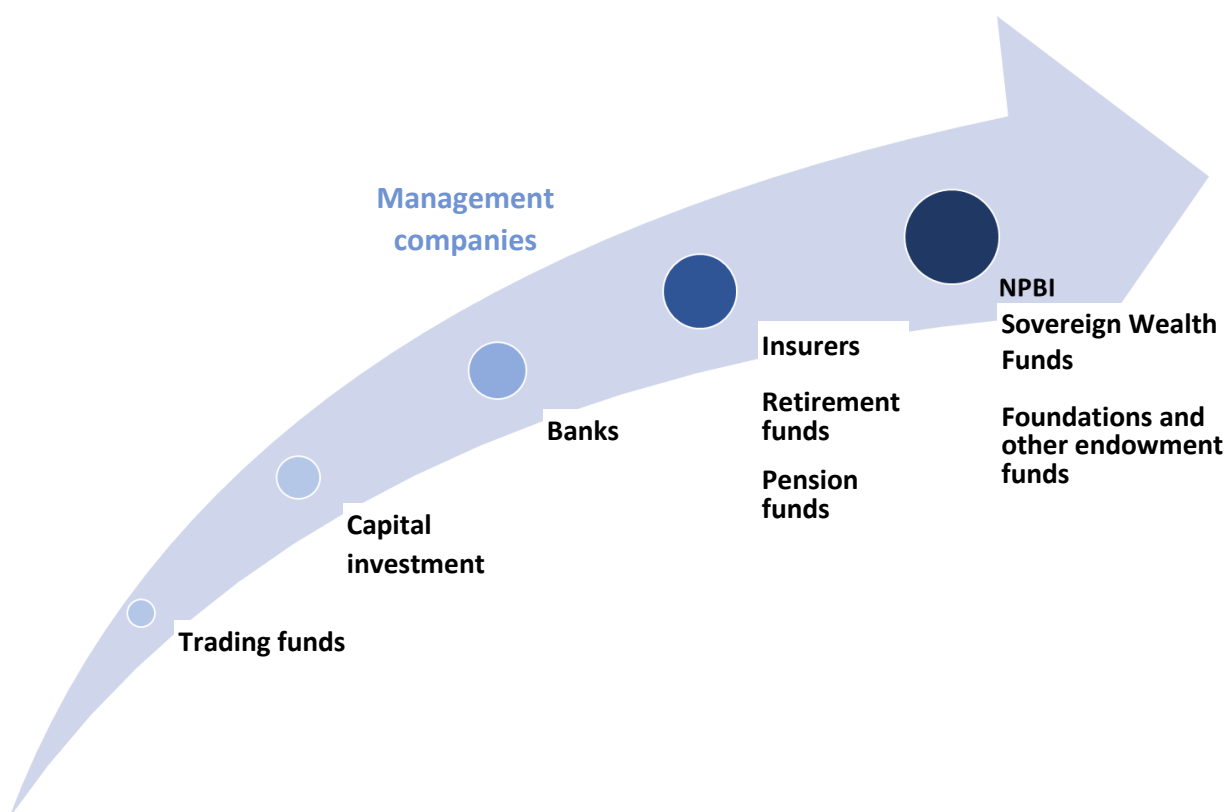 Management
companies
NPBI
Sovereign Wealth
Funds
Foundations and
other endowment
funds
Insurers
Retirement
funds
Pension
funds
Banks
Capital
investment
Trading funds